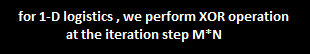 for 1-D logistics , we perform XOR operation
at the iteration step M*N